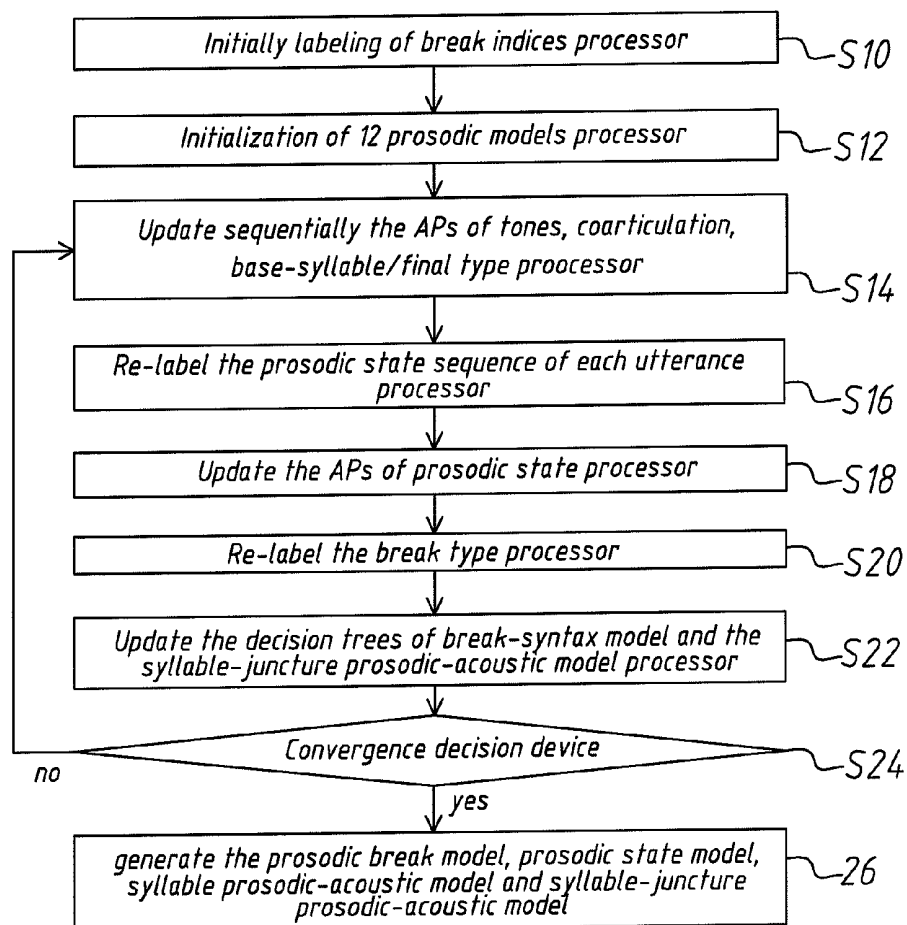 Initially labeling of break indices processor
S10
Initialization of 12 prosodic models processor
S12
Update sequentially the APs of tones, coarticulation,
base-syllable/final type proocessor
S14
Re-label the prosodic state sequence of each utterance
processor
S16
Update the APs of prosodic state processor
S18
Re-label the break type processor
S20
Update the decision trees of break-syntax model and the
syllable-juncture prosodic-acoustic model processor
S22
Convergence decision device
S24
no
yes
generate the prosodic break model, prosodic state model,
syllable prosodic-acoustic model and syllable-juncture
prosodic-acoustic model
26